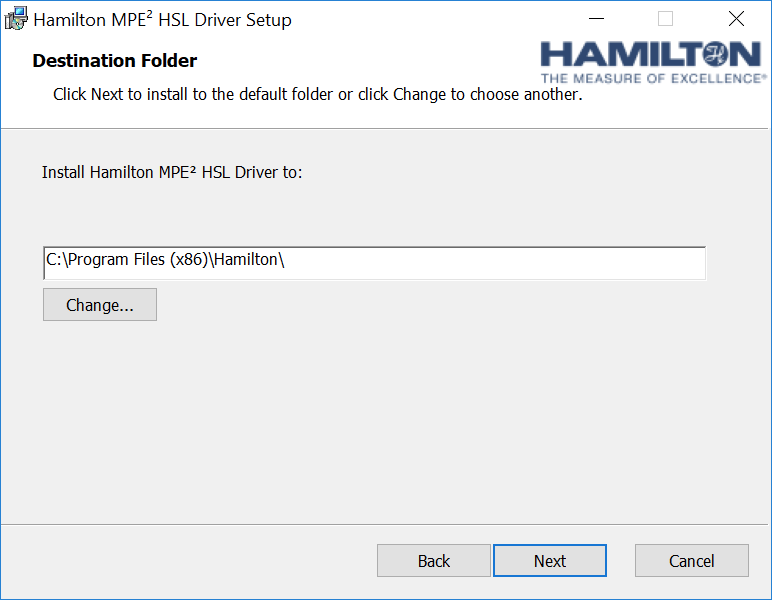 Hamilton MPE² HSL Driver Setup
HAMILTON
THE MEASURE OF EXCELLENCE®
Destination Folder
Click Next to install to the default folder or click Change to choose another.
Install Hamilton MPE² HSL Driver to:
C:\Program Files (x86)\Hamilton\
Change...
Back
Next
Cancel